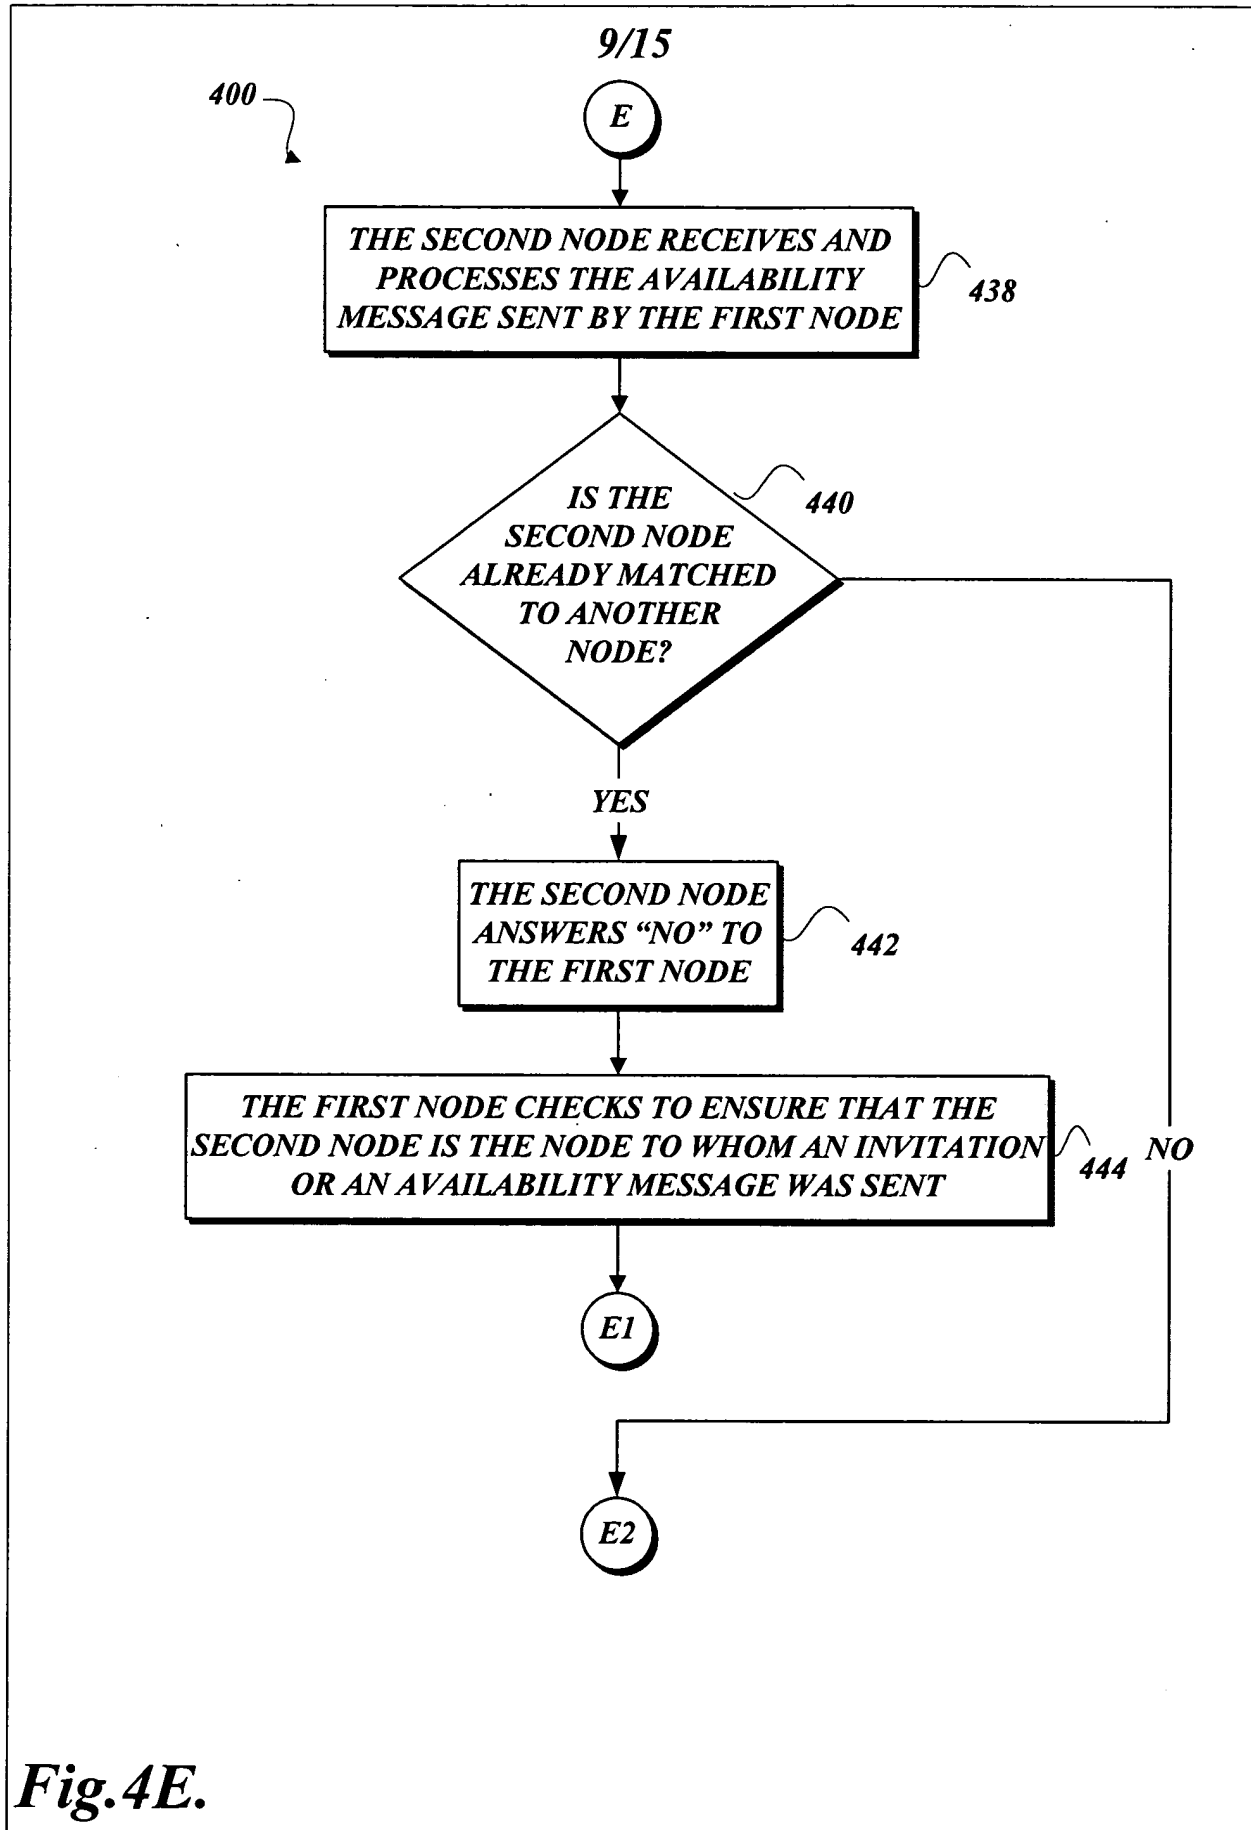 9/15
400
E
THE SECOND NODE RECEIVES AND
PROCESSES THE AVAILABILITY
MESSAGE SENT BY THE FIRST NODE
438
IS THE
SECOND NODE
ALREADY MATCHED
TO ANOTHER
NODE?
440
YES
THE SECOND NODE
ANSWERS “NO” TO
THE FIRST NODE
442
THE FIRST NODE CHECKS TO ENSURE THAT THE
SECOND NODE IS THE NODE TO WHOM AN INVITATION
OR AN AVAILABILITY MESSAGE WAS SENT
444
NO
E1
E2
Fig.4E.